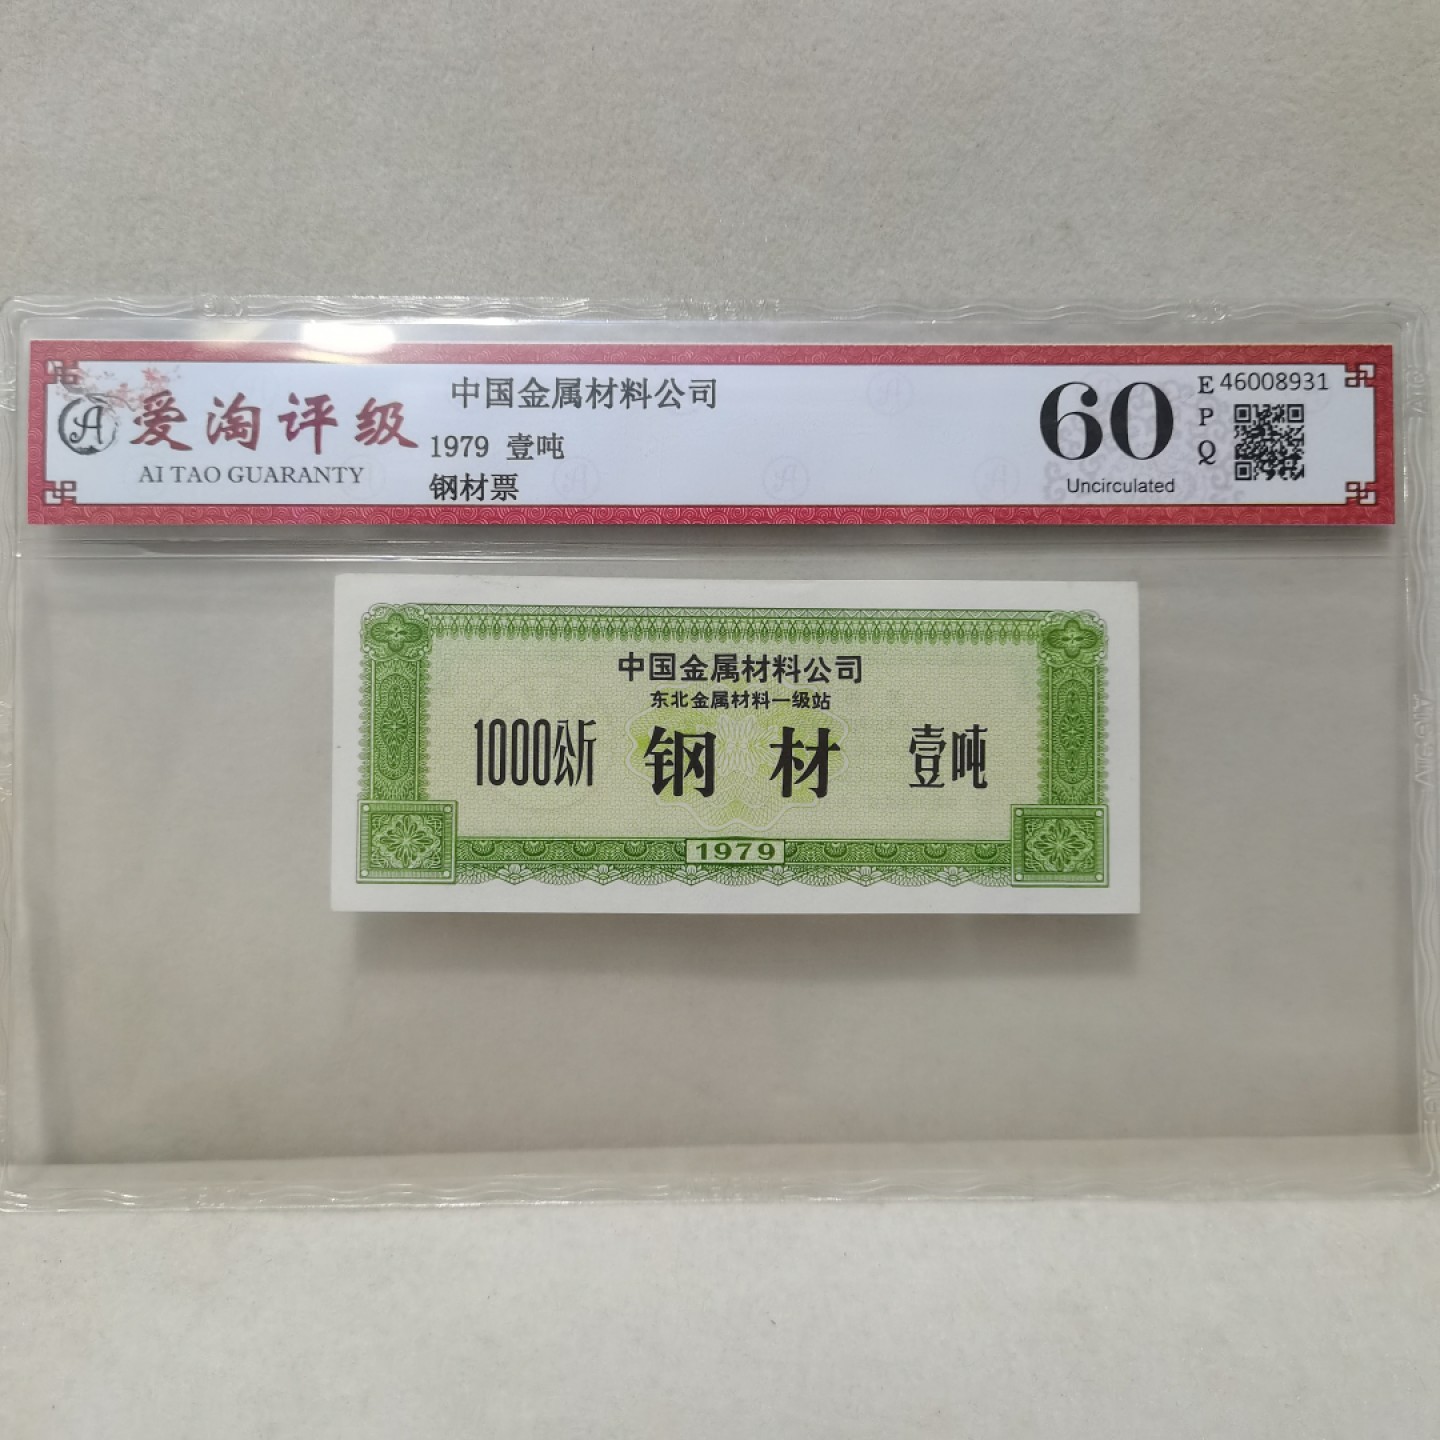 爱淘评级
AI TAO GUARANTY
中国金属材料公司
1979 壹吨
钢材票
60
Uncirculated
EPQ
46008931
中国金属材料公司
东北金属材料一级站
1000公斤
钢材
壹吨
1979